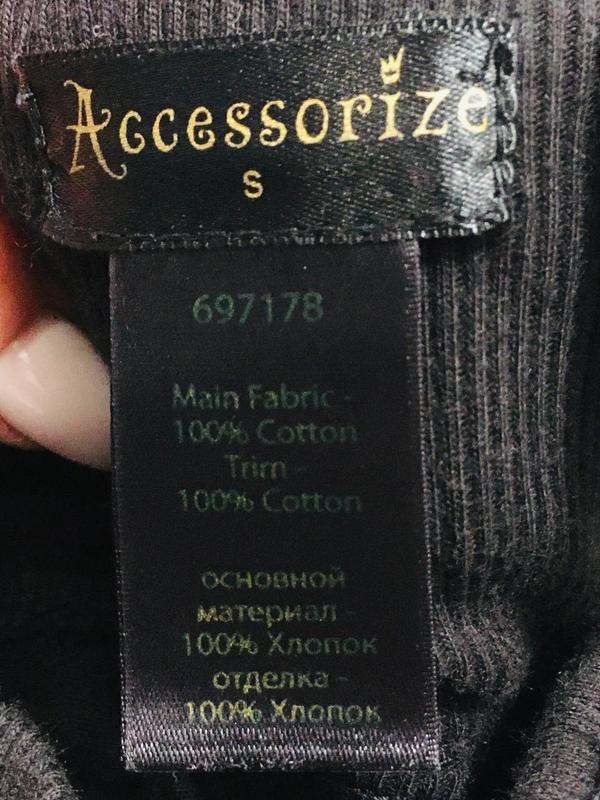 Accessorize
S
697178
Main Fabric -
100% Cotton
Trim -
100% Cotton
основной
материал -
100% Хлопок
отделка -
100% Хлопок